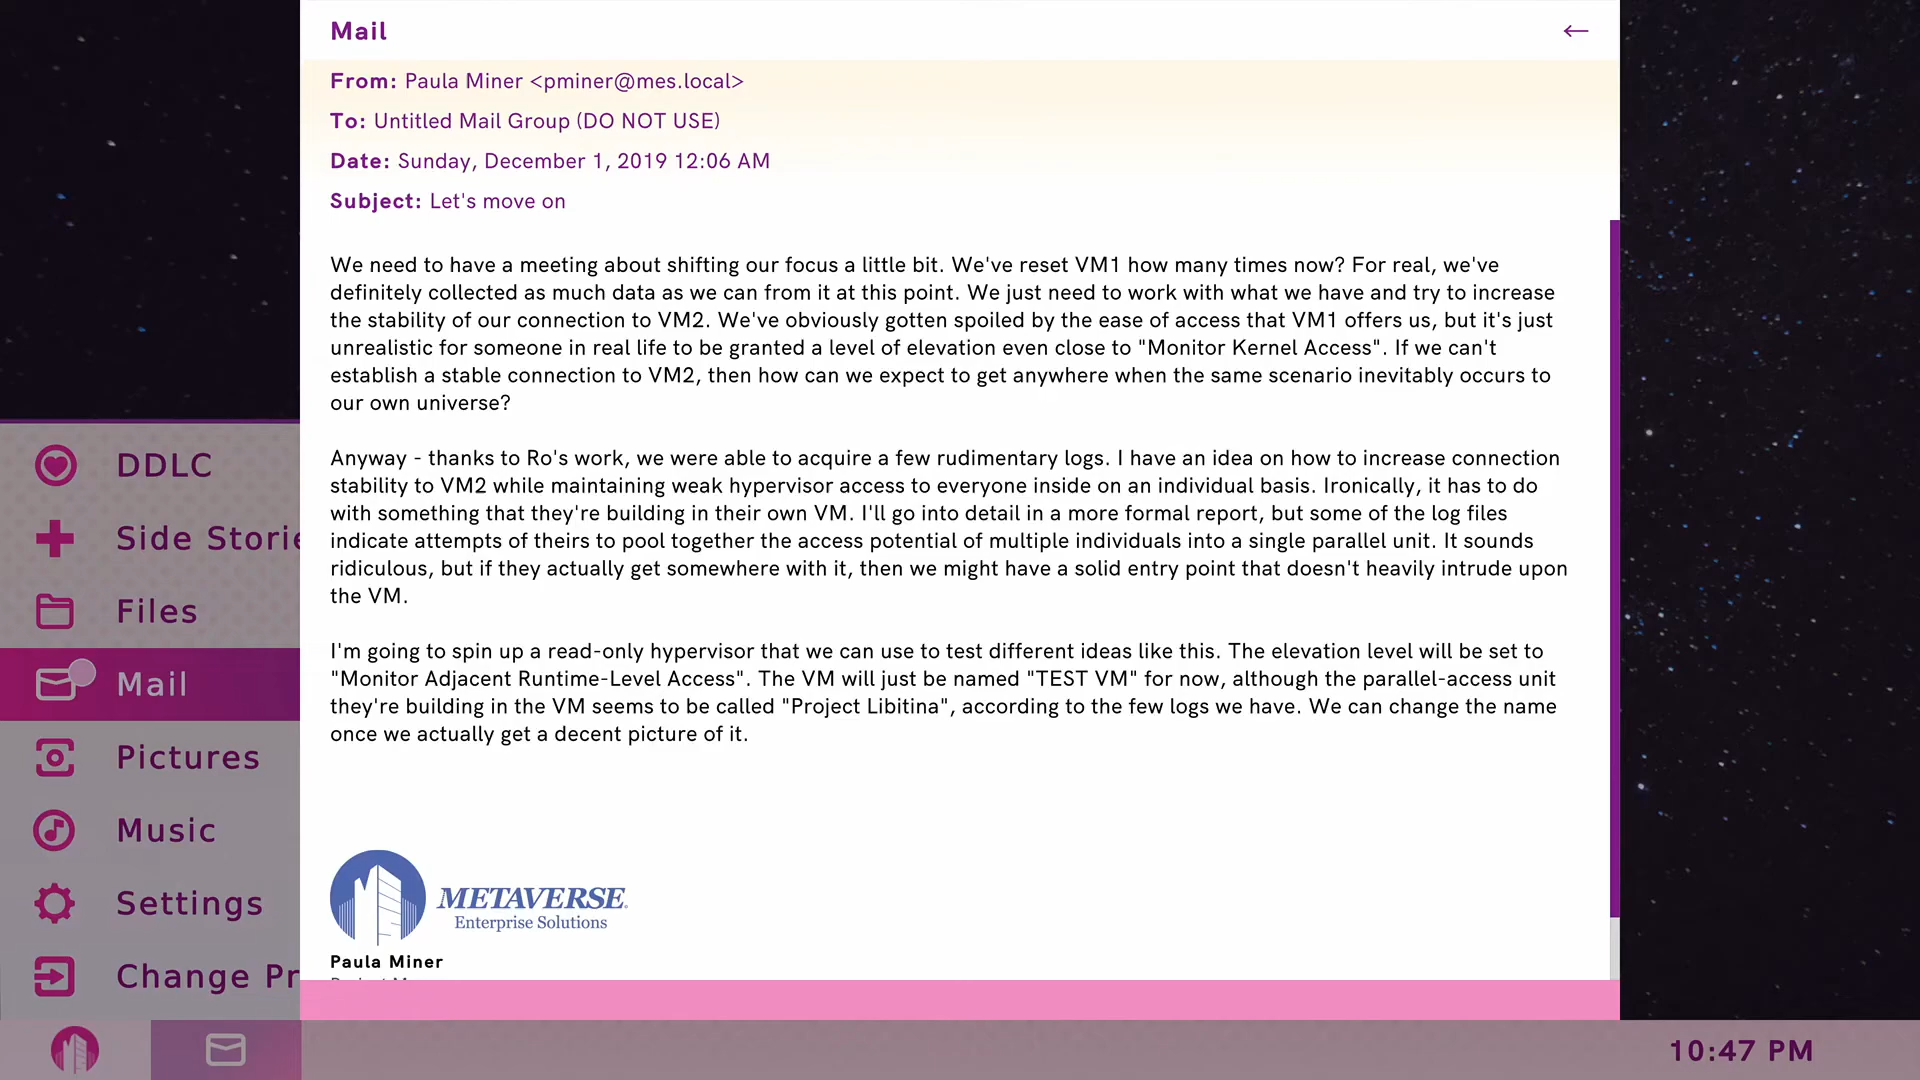 Mail
←
From: Paula Miner <pminer@mes.local>
To: Untitled Mail Group (DO NOT USE)
Date: Sunday, December 1, 2019 12:06 AM
Subject: Let's move on
We need to have a meeting about shifting our focus a little bit. We've reset VM1 how many times now? For real, we've
definitely collected as much data as we can from it at this point. We just need to work with what we have and try to increase
the stability of our connection to VM2. We've obviously gotten spoiled by the ease of access that VM1 offers us, but it's just
unrealistic for someone in real life to be granted a level of elevation even close to "Monitor Kernel Access". If we can't
establish a stable connection to VM2, then how can we expect to get anywhere when the same scenario inevitably occurs to
our own universe?
Anyway - thanks to Ro's work, we were able to acquire a few rudimentary logs. I have an idea on how to increase connection
stability to VM2 while maintaining weak hypervisor access to everyone inside on an individual basis. Ironically, it has to do
with something that they're building in their own VM. I'll go into detail in a more formal report, but some of the log files
indicate attempts of theirs to pool together the access potential of multiple individuals into a single parallel unit. It sounds
ridiculous, but if they actually get somewhere with it, then we might have a solid entry point that doesn't heavily intrude upon
the VM.
I'm going to spin up a read-only hypervisor that we can use to test different ideas like this. The elevation level will be set to
"Monitor Adjacent Runtime-Level Access". The VM will just be named "TEST VM" for now, although the parallel-access unit
they're building in the VM seems to be called "Project Libitina", according to the few logs we have. We can change the name
once we actually get a decent picture of it.
METAVERSE
Enterprise Solutions
Paula Miner
DDLC
Side Storie
Files
Mail
Pictures
Music
Settings
Change Pr
10:47 PM